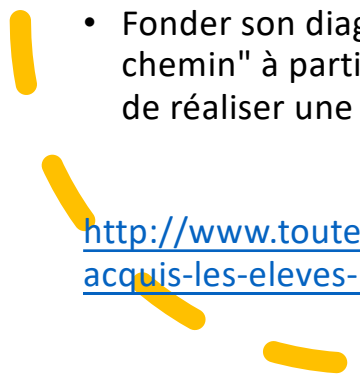 • Fonder son diag
chemin" à parti
de réaliser une
http://www.toute
acquis-les-eleves-